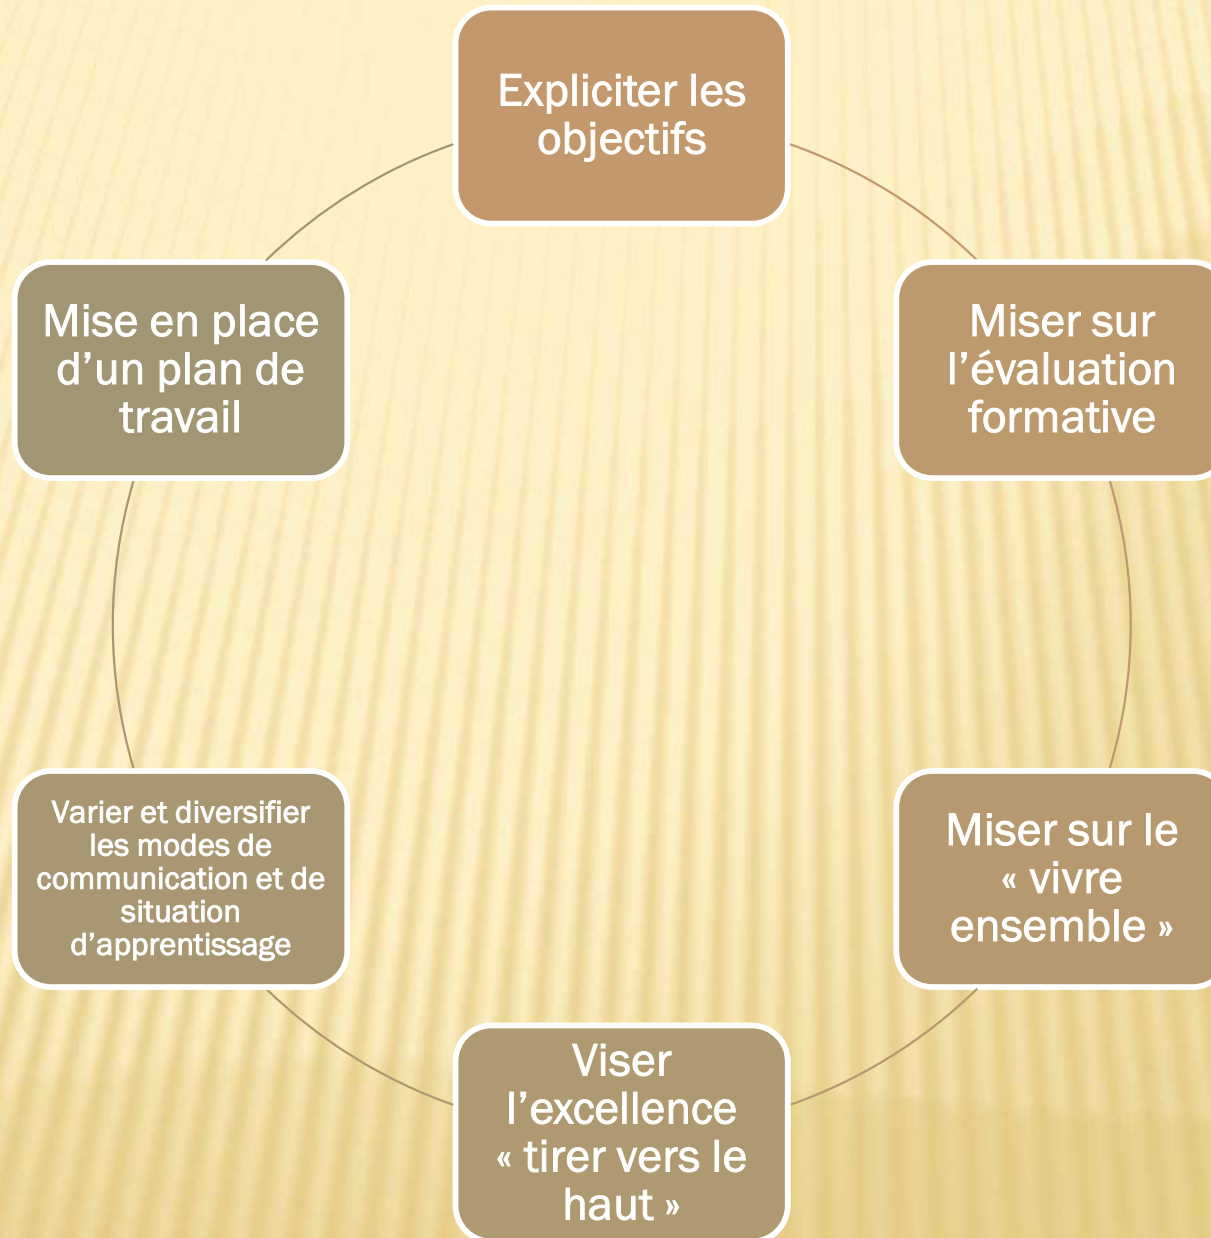 Expliciter les
objectifs
Miser sur
l’évaluation
formative
Miser sur le
« vivre
ensemble »
Viser
l’excellence
« tirer vers le
haut »
Varier et diversifier
les modes de
communication et de
situation
d’apprentissage
Mise en place
d’un plan de
travail